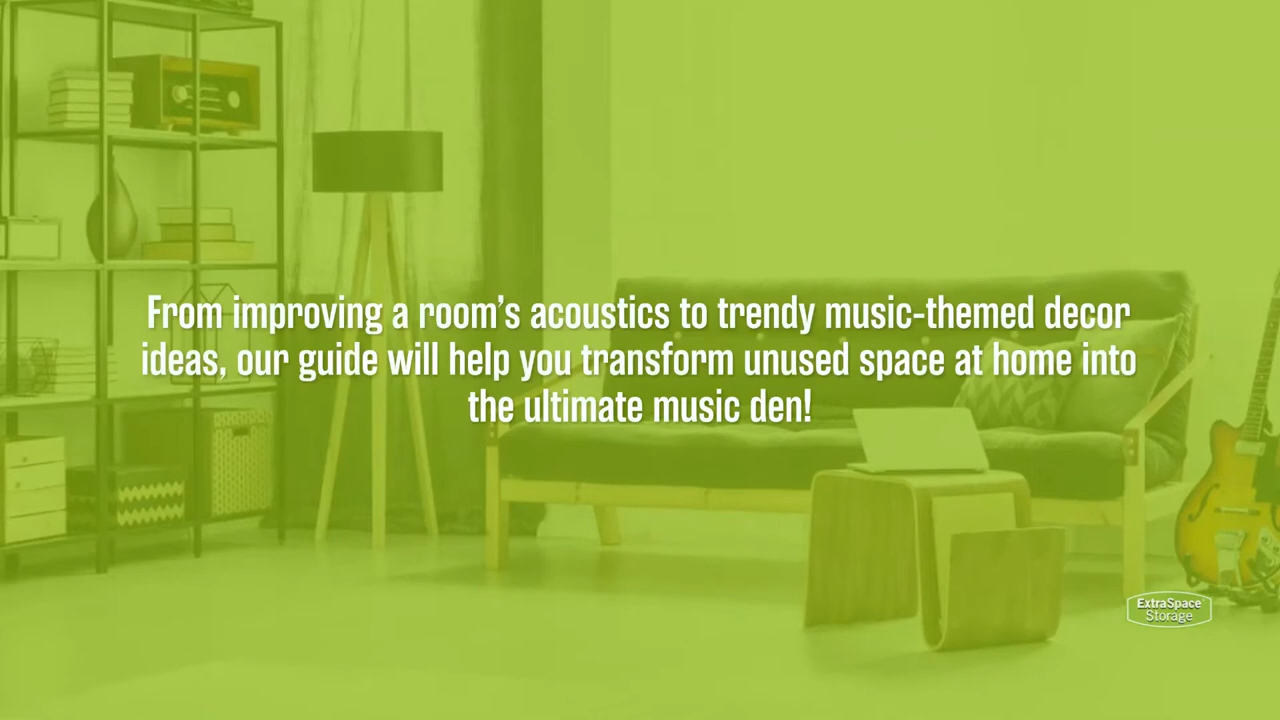 From improving a room's acoustics to trendy music-themed decor
ideas, our guide will help you transform unused space at home into
the ultimate music den!
ExtraSpace
Storage